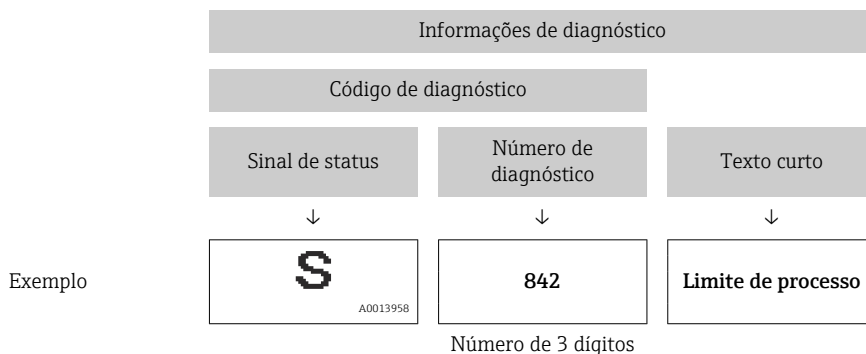 Informações de diagnóstico
Código de diagnóstico
Sinal de status
Número de
diagnóstico
Texto curto
↓ ↓ ↓
Exemplo
S
A0013958
842
Limite de processo
Número de 3 dígitos